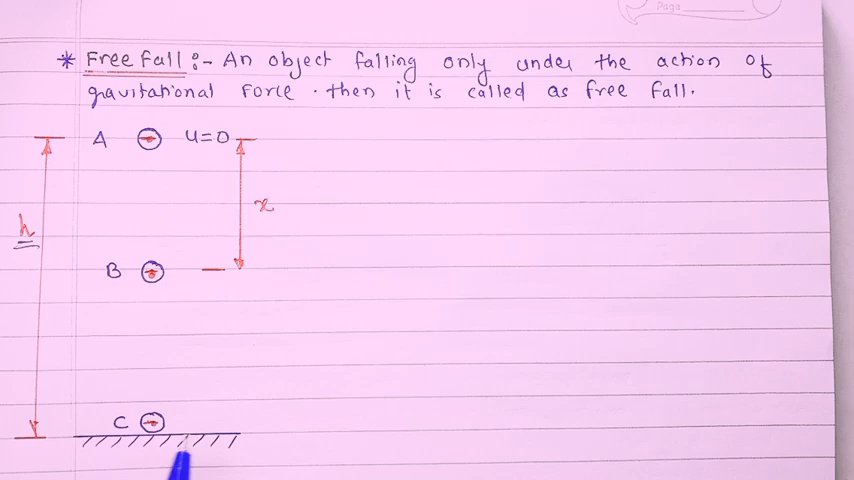 Page
* Free Fall :- An object falling only under the action of
gravitational Force . then it is called as free fall.
A u=0
x
h
B
C